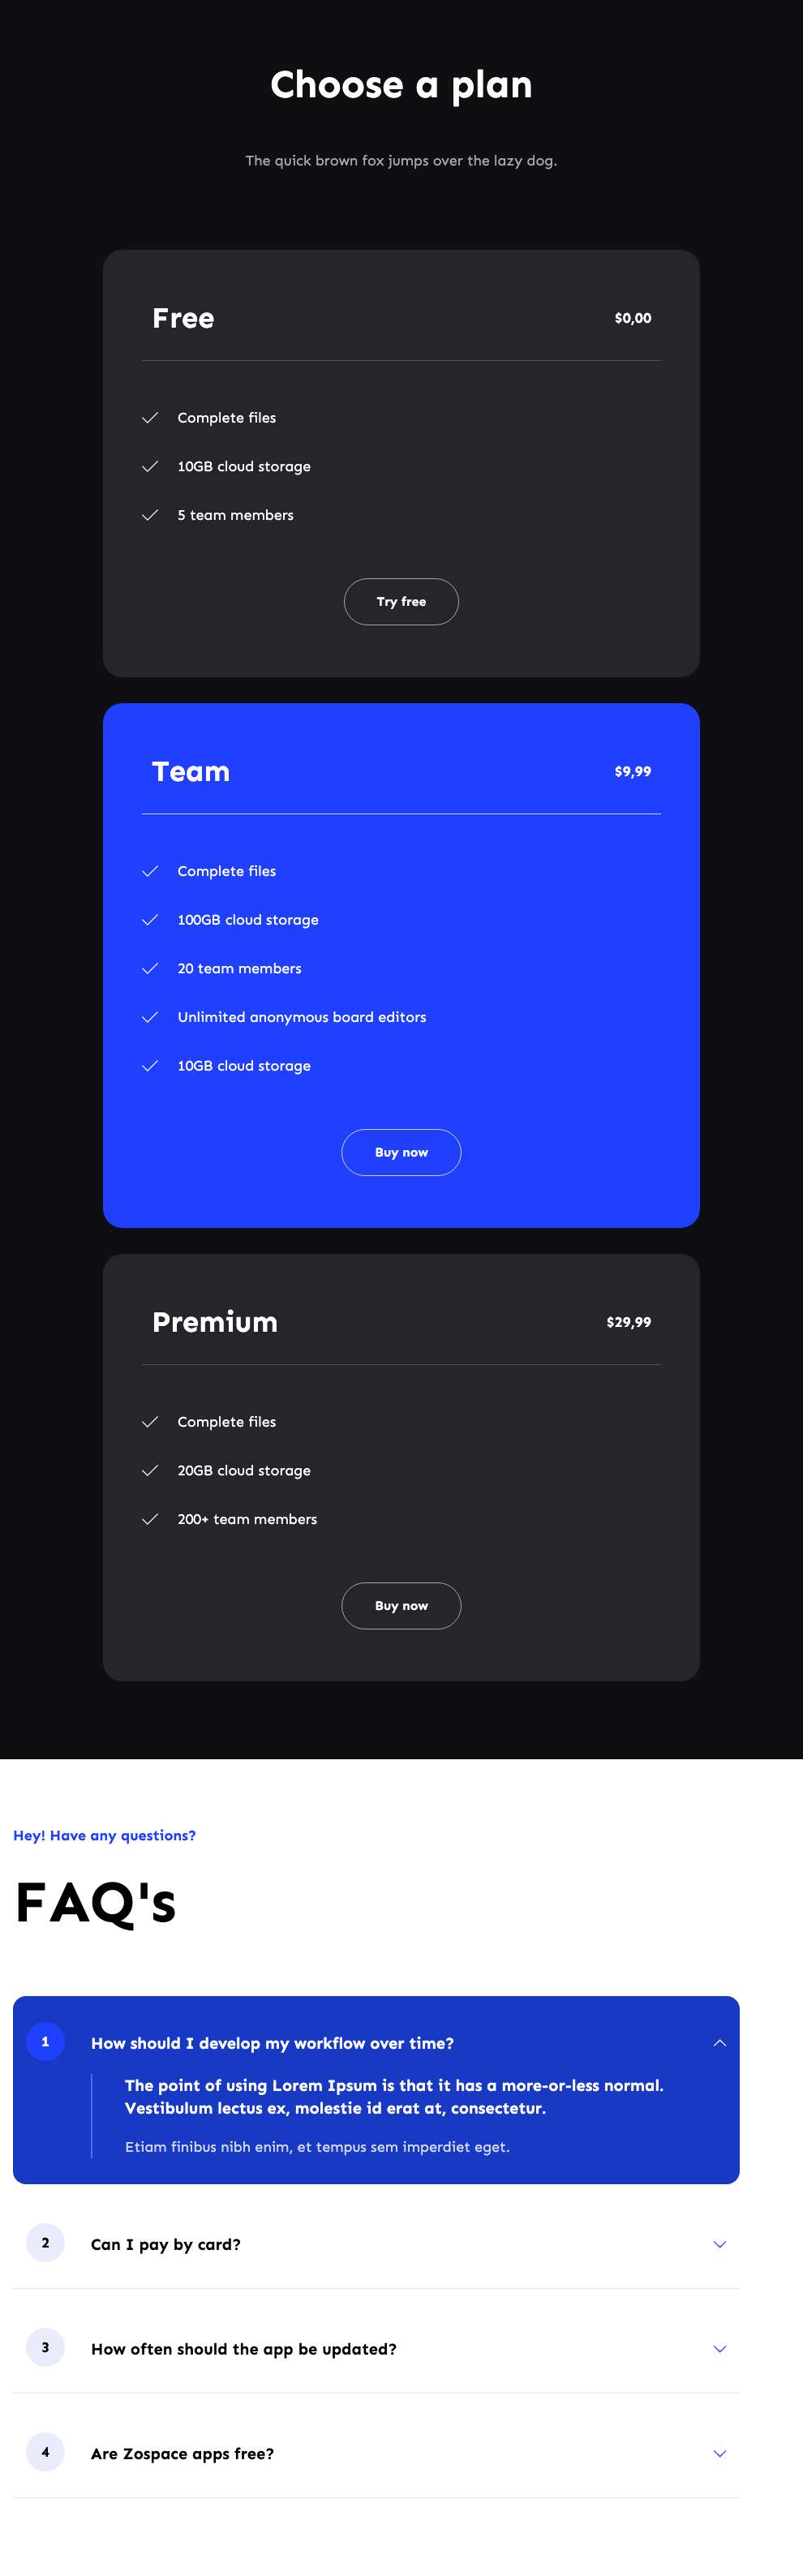 Choose a plan
The quick brown fox jumps over the lazy dog.
Free
$0,00
Complete files
10GB cloud storage
5 team members
Try free
Team
$9,99
Complete files
100GB cloud storage
20 team members
Unlimited anonymous board editors
10GB cloud storage
Buy now
Premium
$29,99
Complete files
20GB cloud storage
200+ team members
Buy now
Hey! Have any questions?
FAQ's
1
How should I develop my workflow over time?
The point of using Lorem Ipsum is that it has a more-or-less normal.
Vestibulum lectus ex, molestie id erat at, consectetur.
Etiam finibus nibh enim, et tempus sem imperdiet eget.
2
Can I pay by card?
3
How often should the app be updated?
4
Are Zospace apps free?